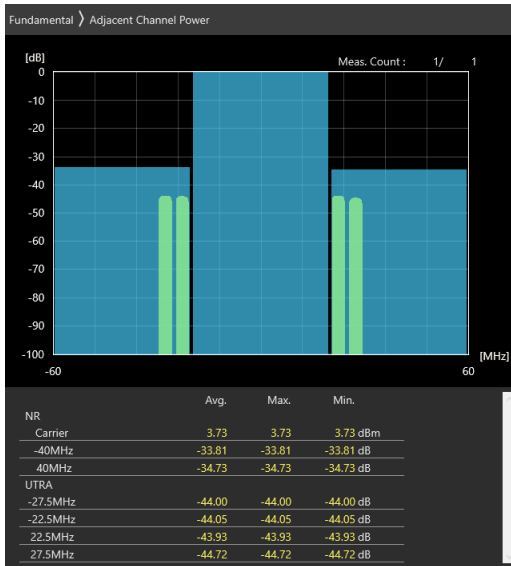 Fundamental 〉 Adjacent Channel Power
[dB]
Meas. Count : 1/ 1
0
-10
-20
-30
-40
-50
-60
-70
-80
-90
-100
[MHz]
-60 60
Avg. Max. Min.
NR
Carrier 3.73 3.73 3.73 dBm
-40MHz -33.81 -33.81 -33.81 dB
40MHz -34.73 -34.73 -34.73 dB
UTRA
-27.5MHz -44.00 -44.00 -44.00 dB
-22.5MHz -44.05 -44.05 -44.05 dB
22.5MHz -43.93 -43.93 -43.93 dB
27.5MHz -44.72 -44.72 -44.72 dB